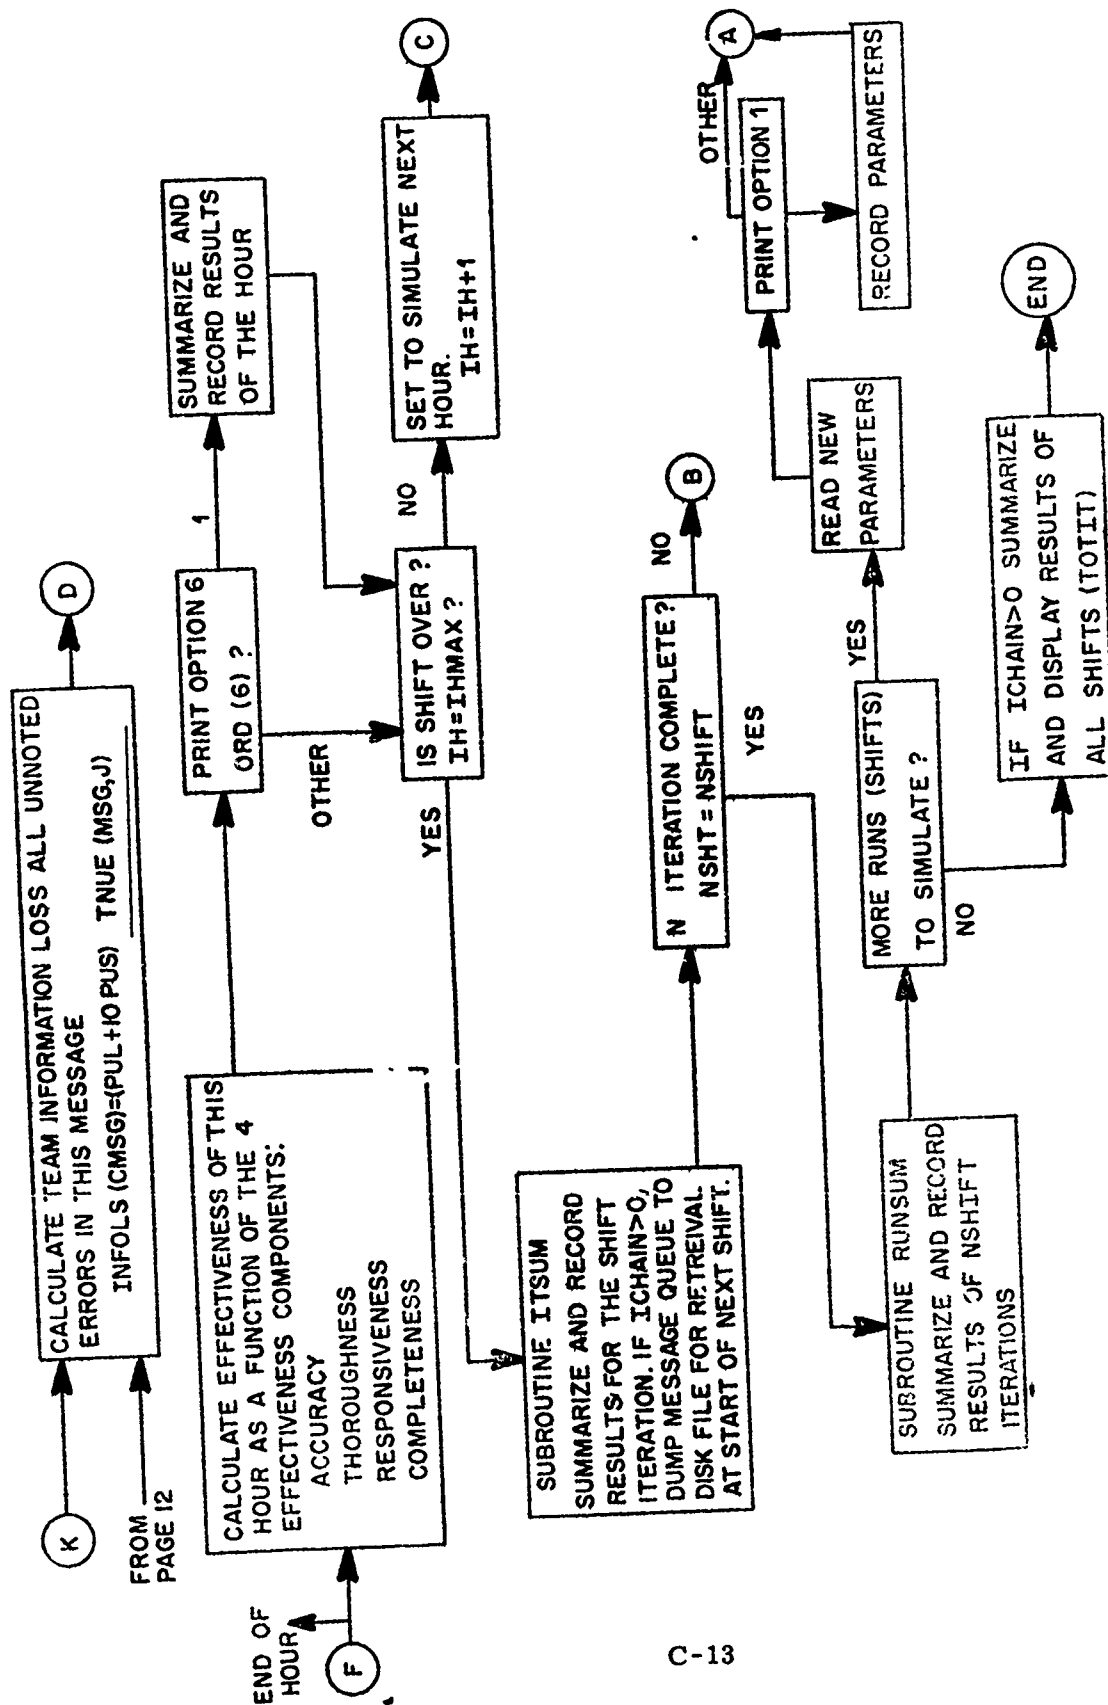 K
FROM
PAGE 12
CALCULATE TEAM INFORMATION LOSS ALL UNNOTED
ERRORS IN THIS MESSAGE
INFOLS (CMSG)=(PUL+10 PUS) TNUE (MSG,J)
D
END OF
HOUR
F
CALCULATE EFFECTIVENESS OF THIS
HOUR AS A FUNCTION OF THE 4
EFFECTIVENESS COMPONENTS:
ACCURACY
THOROUGHNESS
RESPONSIVENESS
COMPLETENESS
PRINT OPTION 6
ORD (6) ?
1
SUMMARIZE AND
RECORD RESULTS
OF THE HOUR
OTHER
IS SHIFT OVER ?
IH=IHMAX ?
NO
SET TO SIMULATE NEXT
HOUR.
IH=IH+1
C
YES
SUBROUTINE ITSUM
SUMMARIZE AND RECORD
RESULTS FOR THE SHIFT
ITERATION. IF ICHAIN>0,
DUMP MESSAGE QUEUE TO
DISK FILE FOR RETREIVAL
AT START OF NEXT SHIFT.
N ITERATION COMPLETE?
NSHT = NSHIFT
NO
B
YES
SUBROUTINE RUNSUM
SUMMARIZE AND RECORD
RESULTS OF NSHIFT
ITERATIONS
MORE RUNS (SHIFTS)
TO SIMULATE ?
YES
READ NEW
PARAMETERS
PRINT OPTION 1
OTHER
A
RECORD PARAMETERS
NO
IF ICHAIN>0 SUMMARIZE
AND DISPLAY RESULTS OF
ALL SHIFTS (TOTIT)
END
C-13